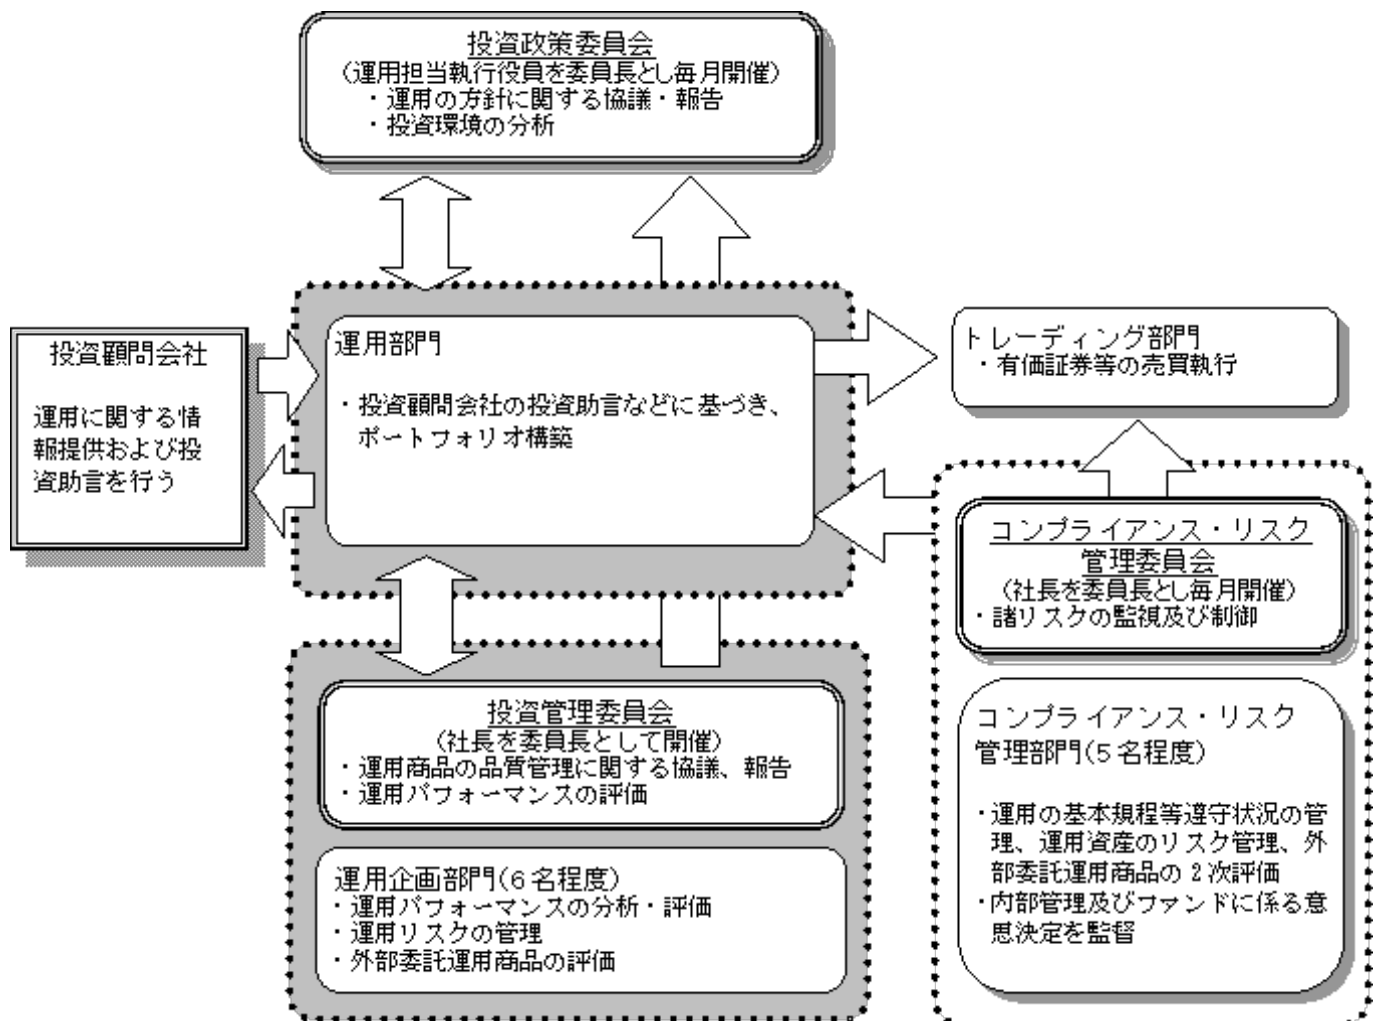 投資政策委員会
(運用担当執行役員を委員長とし毎月開催)
・運用の方針に関する協議・報告
・投資環境の分析
投資顧問会社
運用に関する情
報提供および投
資助言を行う
運用部門
・投資顧問会社の投資助言などに基づき、
ポートフォリオ構築
トレーディング部門
・有価証券等の売買執行
コンプライアンス・リスク
管理委員会
(社長を委員長とし毎月開催)
・諸リスクの監視及び制御
投資管理委員会
(社長を委員長として開催)
・運用商品の品質管理に関する協議、報告
・運用パフォーマンスの評価
運用企画部門(6名程度)
・運用パフォーマンスの分析・評価
・運用リスクの管理
・外部委託運用商品の評価
コンプライアンス・リスク
管理部門(5名程度)
・運用の基本規程等遵守状況の管
理、運用資産のリスク管理、外
部委託運用商品の2次評価
・内部管理及びファンドに係る意
思決定を監督